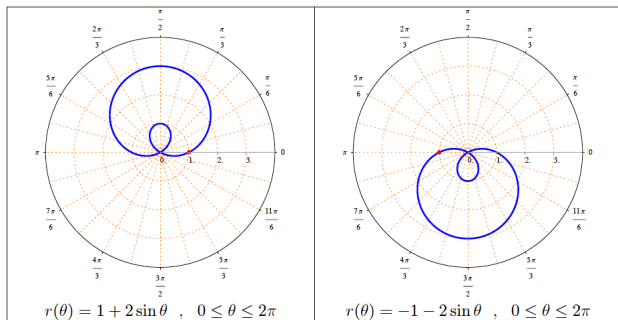 π/2
2π/3
π/3
5π/6
π/6
π
0. 1. 2. 3.
0
7π/6
11π/6
4π/3
5π/3
3π/2
r(θ) = 1 + 2 sin θ , 0 ≤ θ ≤ 2π
π/2
2π/3
π/3
5π/6
π/6
π
0. 1. 2. 3.
0
7π/6
11π/6
4π/3
5π/3
3π/2
r(θ) = −1 − 2 sin θ , 0 ≤ θ ≤ 2π